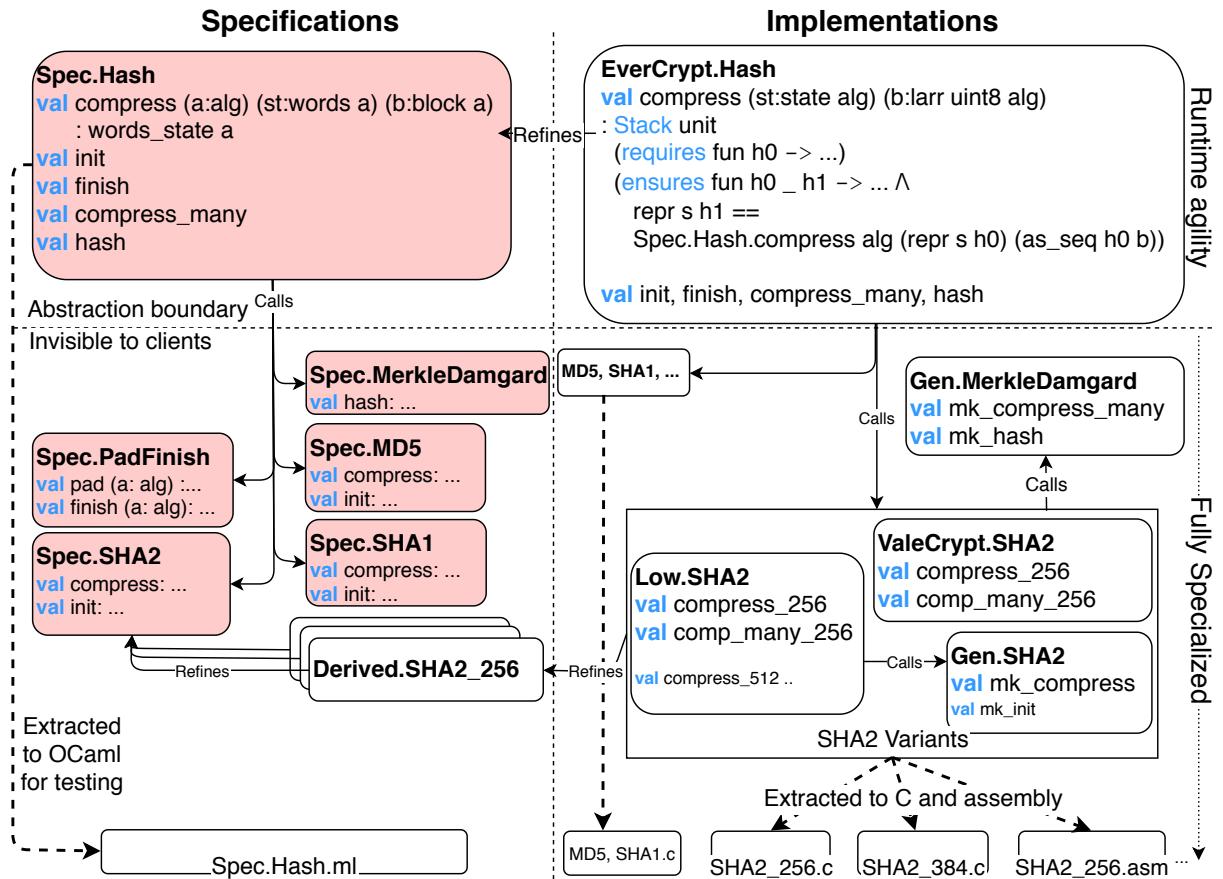 Specifications
Implementations
Spec.Hash
val compress (a:alg) (st:words a) (b:block a)
: words_state a
val init
val finish
val compress_many
val hash
Refines
EverCrypt.Hash
val compress (st:state alg) (b:larr uint8 alg)
: Stack unit
(requires fun h0 -> ...)
(ensures fun h0 _ h1 -> ... /\
repr s h1 ==
Spec.Hash.compress alg (repr s h0) (as_seq h0 b))
val init, finish, compress_many, hash
Runtime agility
Abstraction boundary
Calls
Invisible to clients
Spec.MerkleDamgard
val hash: ...
Spec.PadFinish
val pad (a: alg) :...
val finish (a: alg): ...
Spec.MD5
val compress: ...
val init: ...
Spec.SHA2
val compress: ...
val init: ...
Spec.SHA1
val compress: ...
val init: ...
Derived.SHA2_256
Refines
Refines
Extracted
to OCaml
for testing
Spec.Hash.ml
MD5, SHA1, ...
Calls
Gen.MerkleDamgard
val mk_compress_many
val mk_hash
Calls
ValeCrypt.SHA2
val compress_256
val comp_many_256
Low.SHA2
val compress_256
val comp_many_256
val compress_512 ..
Calls
Gen.SHA2
val mk_compress
val mk_init
SHA2 Variants
Fully Specialized
Extracted to C and assembly
MD5, SHA1.c
SHA2_256.c
SHA2_384.c
SHA2_256.asm
...